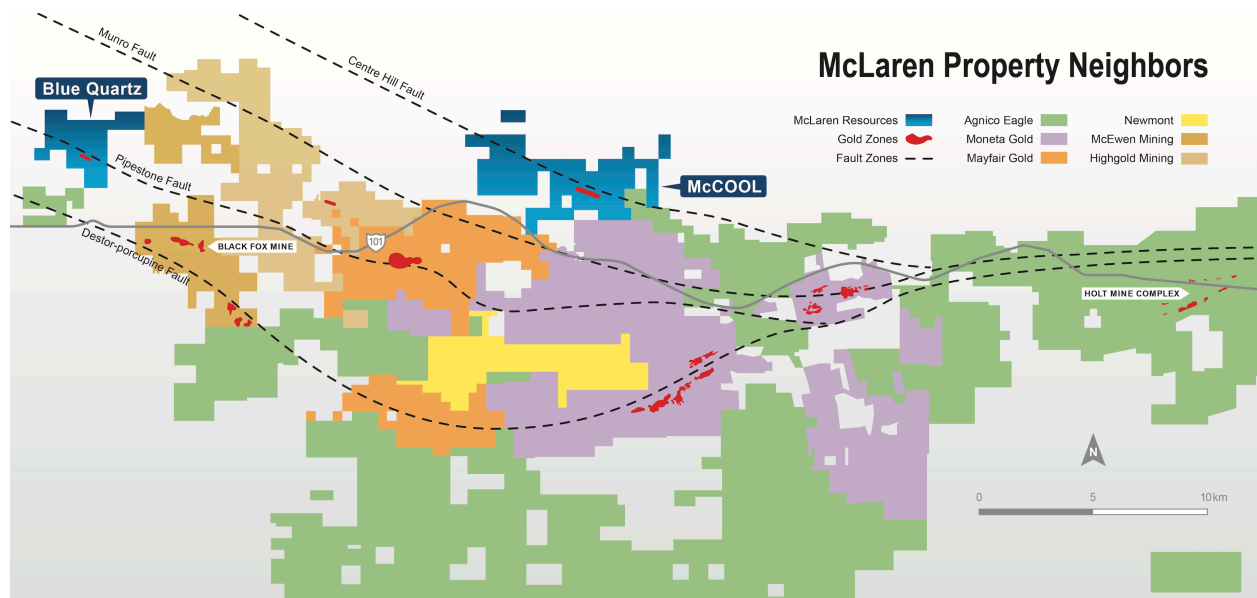 McLaren Property Neighbors
McLaren Resources
Gold Zones
Fault Zones
Agnico Eagle
Moneta Gold
Mayfair Gold
Newmont
McEwen Mining
Highgold Mining
Munro Fault
Centre Hill Fault
Blue Quartz
Pipestone Fault
McCOOL
Destor-porcupine Fault
BLACK FOX MINE
101
HOLT MINE COMPLEX
N
0 5 10km